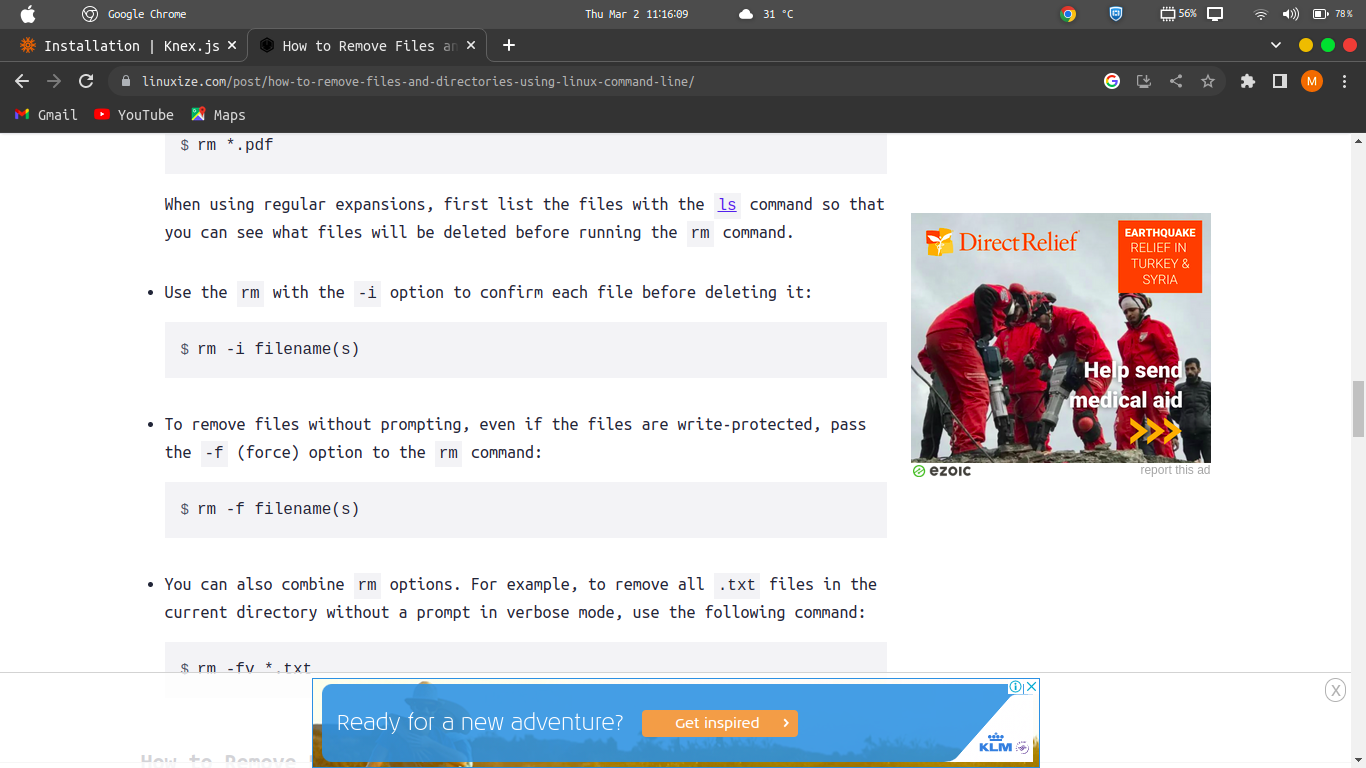 Google Chrome
Thu Mar 2 11:16:09
31 °C
56%
78%
Installation | Knex.js
How to Remove Files an
linuxize.com/post/how-to-remove-files-and-directories-using-linux-command-line/
M
Gmail
YouTube
Maps
$ rm *.pdf
When using regular expansions, first list the files with the ls command so that
you can see what files will be deleted before running the rm command.
• Use the rm with the -i option to confirm each file before deleting it:
$ rm -i filename(s)
• To remove files without prompting, even if the files are write-protected, pass
the -f (force) option to the rm command:
$ rm -f filename(s)
• You can also combine rm options. For example, to remove all .txt files in the
current directory without a prompt in verbose mode, use the following command:
$ rm -fv *.txt
How to Remove
DirectRelief
EARTHQUAKE
RELIEF IN
TURKEY &
SYRIA
Help send
medical aid
ezoic
report this ad
Ready for a new adventure?
Get inspired
KLM
X